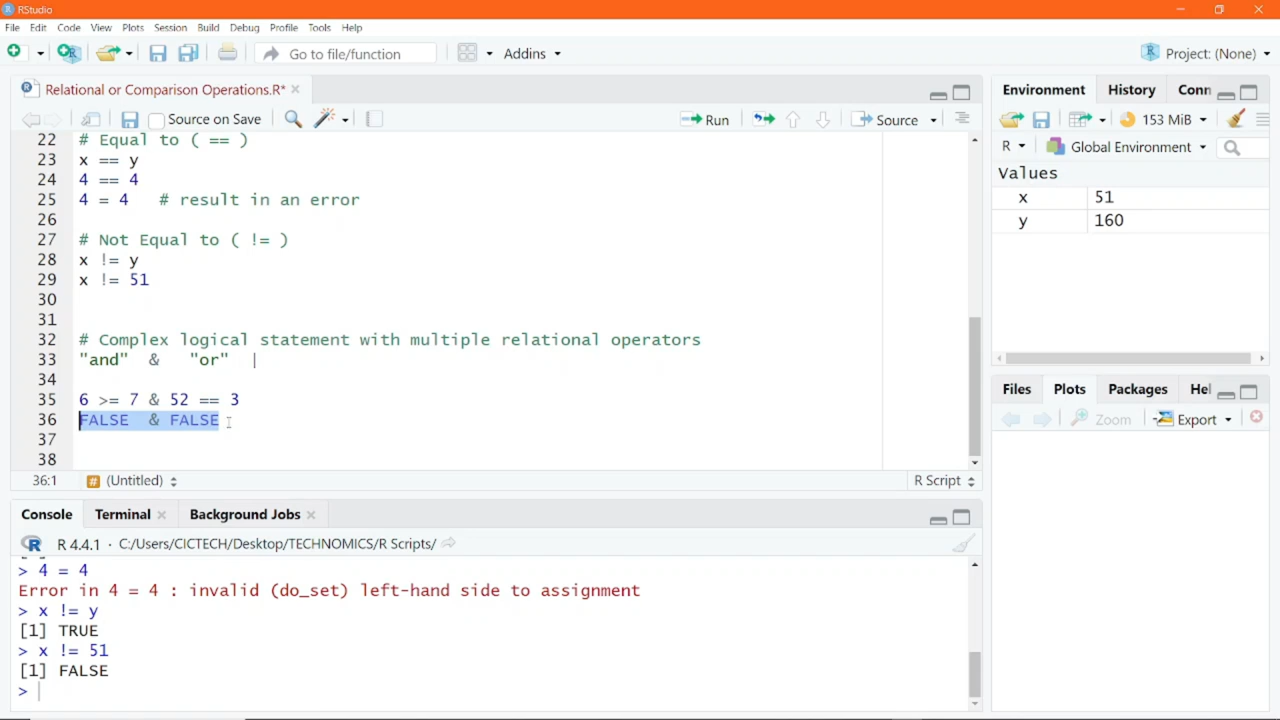 RStudio
File Edit Code View Plots Session Build Debug Profile Tools Help
Go to file/function Addins Project: (None)
Relational or Comparison Operations.R*
Source on Save Run Source
22 # Equal to ( == )
23 x == y
24 4 == 4
25 4 = 4 # result in an error
26
27 # Not Equal to ( != )
28 x != y
29 x != 51
30
31
32 # Complex logical statement with multiple relational operators
33 "and" & "or" |
34
35 6 >= 7 & 52 == 3
36 FALSE & FALSE
37
38
36:1 # (Untitled) R Script
Console Terminal Background Jobs
R 4.4.1 · C:/Users/CICTECH/Desktop/TECHNOMICS/R Scripts/
> 4 = 4
Error in 4 = 4 : invalid (do_set) left-hand side to assignment
> x != y
[1] TRUE
> x != 51
[1] FALSE
>
Environment History Conn
153 MiB
R Global Environment
Values
x 51
y 160
Files Plots Packages Hel
Zoom Export